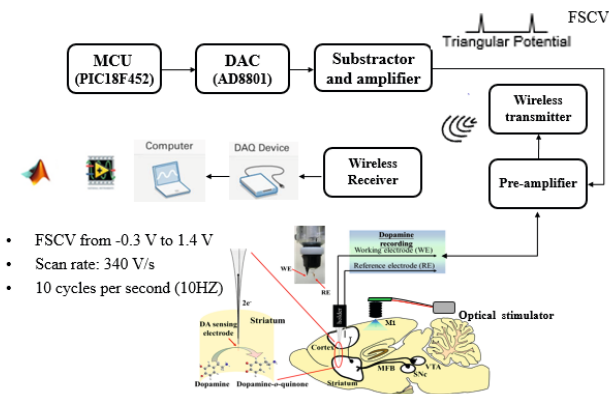 FSCV
Triangular Potential
MCU
(PIC18F452)
DAC
(AD8801)
Substractor
and amplifier
Wireless
transmitter
Computer
DAQ Device
Wireless
Receiver
Pre-amplifier
• FSCV from -0.3 V to 1.4 V
• Scan rate: 340 V/s
• 10 cycles per second (10HZ)
Dopamine
recording
Working electrode (WE)
Reference electrode (RE)
WE
RE
2e-
DA sensing
electrode
Striatum
holder
M1
Optical stimulator
Cortex
MFB
VTA
SNc
Striatum
Dopamine
Dopamine-o-quinone